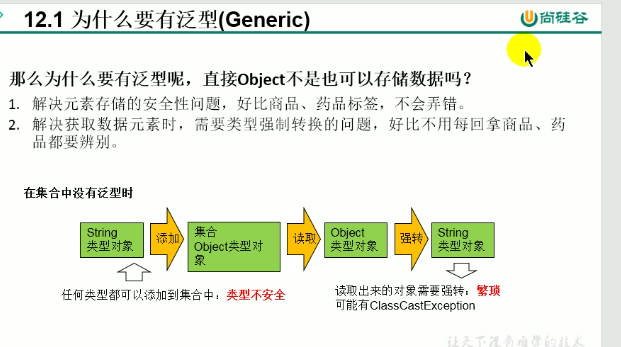 12.1 为什么要有泛型(Generic)
尚硅谷
那么为什么要有泛型呢，直接Object不是也可以存储数据吗？
1. 解决元素存储的安全性问题，好比商品、药品标签，不会弄错。
2. 解决获取数据元素时，需要类型强制转换的问题，好比不用每回拿商品、药
品都要辨别。
在集合中没有泛型时
String
类型对象
添加
集合
Object类型对
象
读取
Object
类型对象
强转
String
类型对象
任何类型都可以添加到集合中：类型不安全
读取出来的对象需要强转：繁琐
可能有ClassCastException
让天下没有难学的技术